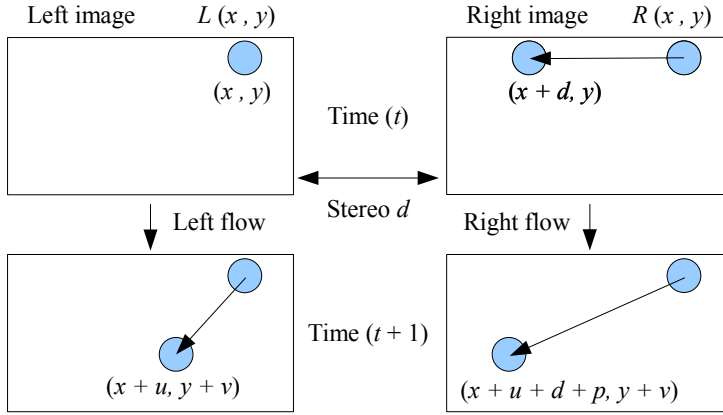 Left image L (x , y)
Right image R (x , y)
(x , y)
(x + d, y)
Time (t)
Stereo d
Left flow
Right flow
Time (t + 1)
(x + u, y + v)
(x + u + d + p, y + v)